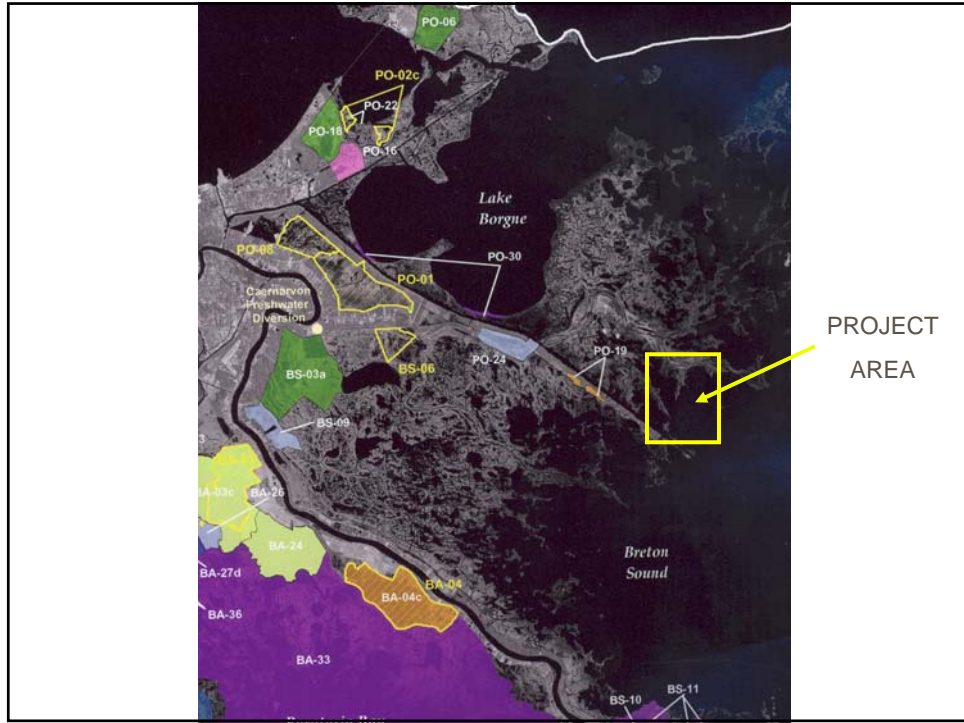 PO-06
PO-02c
PO-22
PO-18
PO-16
Lake
Borgne
PO-08
PO-30
PO-01
Caernarvon
Freshwater
Diversion
PROJECT
AREA
PO-24
PO-19
BS-06
BS-03a
BS-09
3
BA-03c
BA-26
BA-24
Breton
Sound
BA-27d
BA-04
BA-04c
BA-36
BA-33
BS-11
BS-10